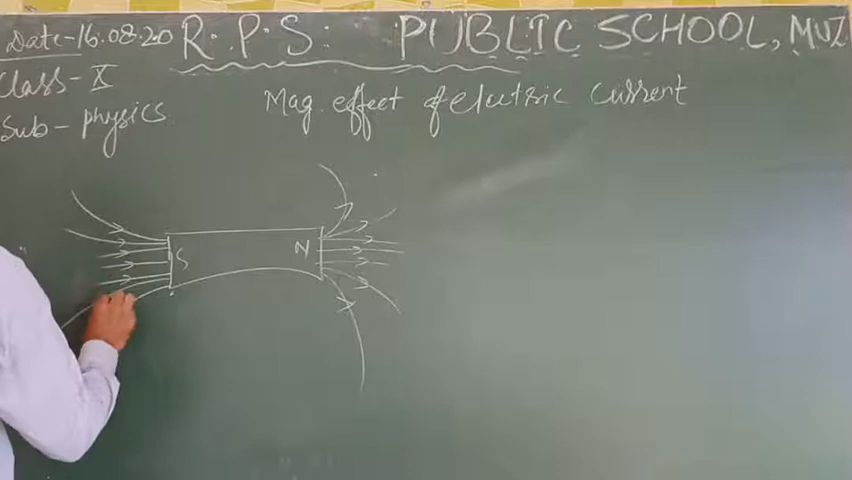 Date-16.08.20 R.P.S. PUBLIC SCHOOL, MUZ
Class- X
Mag. effect of electric current
Sub- physics
S N